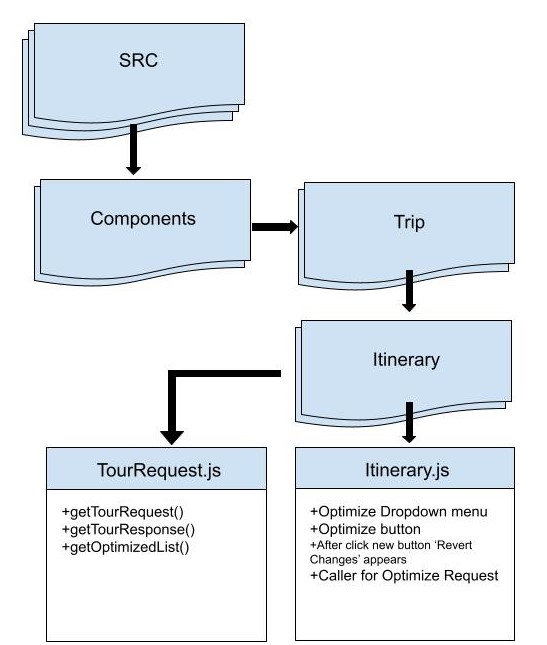 SRC
Components
Trip
Itinerary
TourRequest.js
+getTourRequest()
+getTourResponse()
+getOptimizedList()
Itinerary.js
+Optimize Dropdown menu
+Optimize button
+After click new button ‘Revert
Changes’ appears
+Caller for Optimize Request